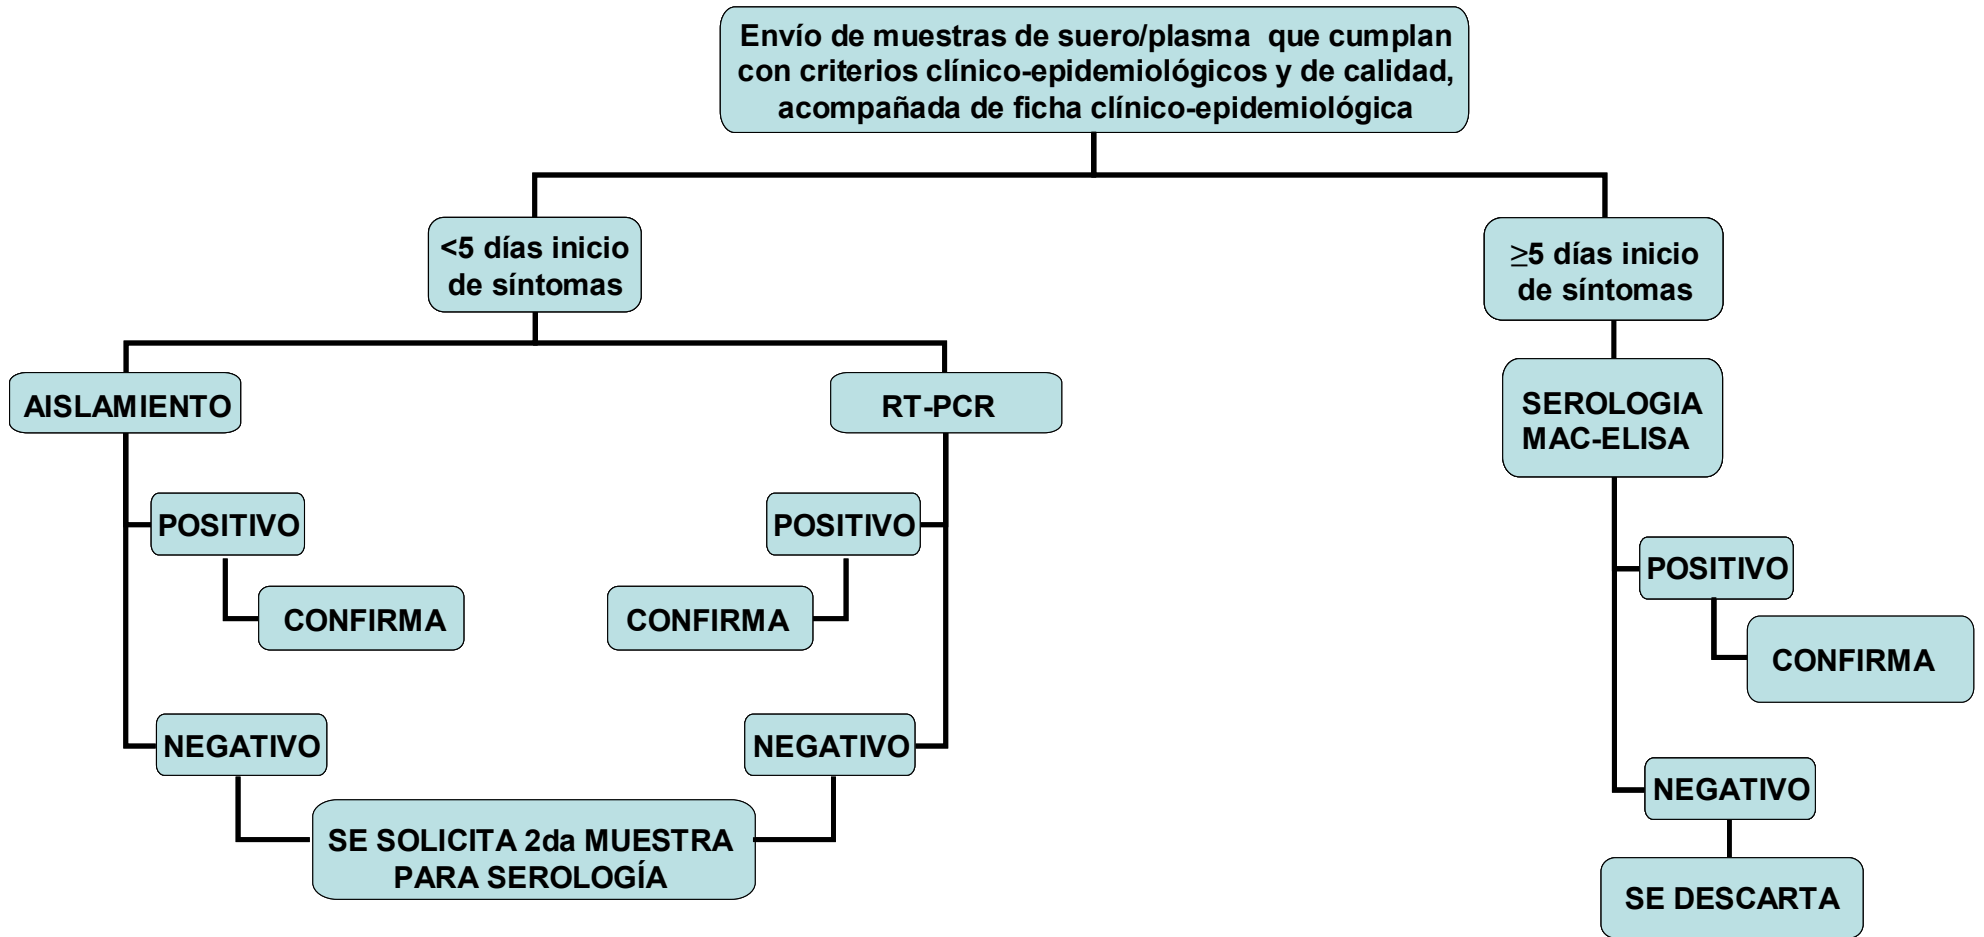 Envío de muestras de suero/plasma que cumplan
con criterios clínico-epidemiológicos y de calidad,
acompañada de ficha clínico-epidemiológica
<5 días inicio
de síntomas
≥5 días inicio
de síntomas
AISLAMIENTO
RT-PCR
SEROLOGIA
MAC-ELISA
POSITIVO
POSITIVO
POSITIVO
CONFIRMA
CONFIRMA
CONFIRMA
NEGATIVO
NEGATIVO
NEGATIVO
SE SOLICITA 2da MUESTRA
PARA SEROLOGÍA
SE DESCARTA